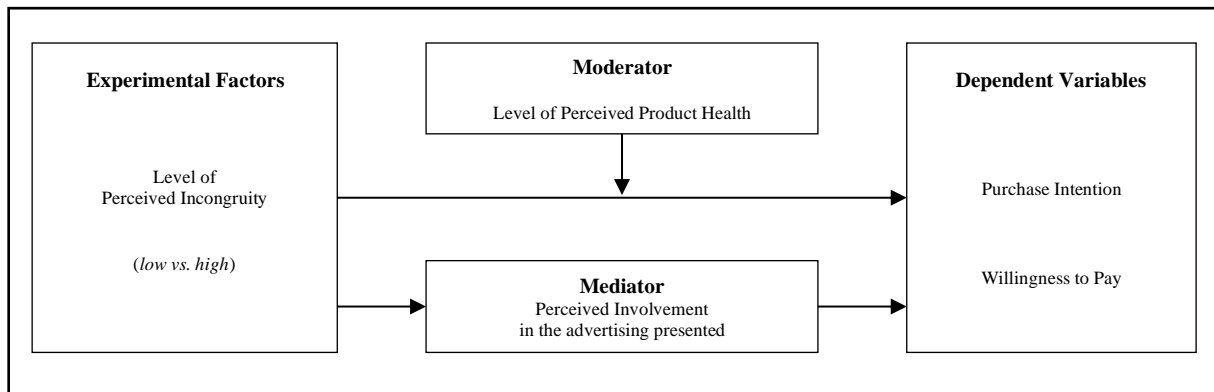 Experimental Factors
Level of
Perceived Incongruity
(low vs. high)
Moderator
Level of Perceived Product Health
Mediator
Perceived Involvement
in the advertising presented
Dependent Variables
Purchase Intention
Willingness to Pay